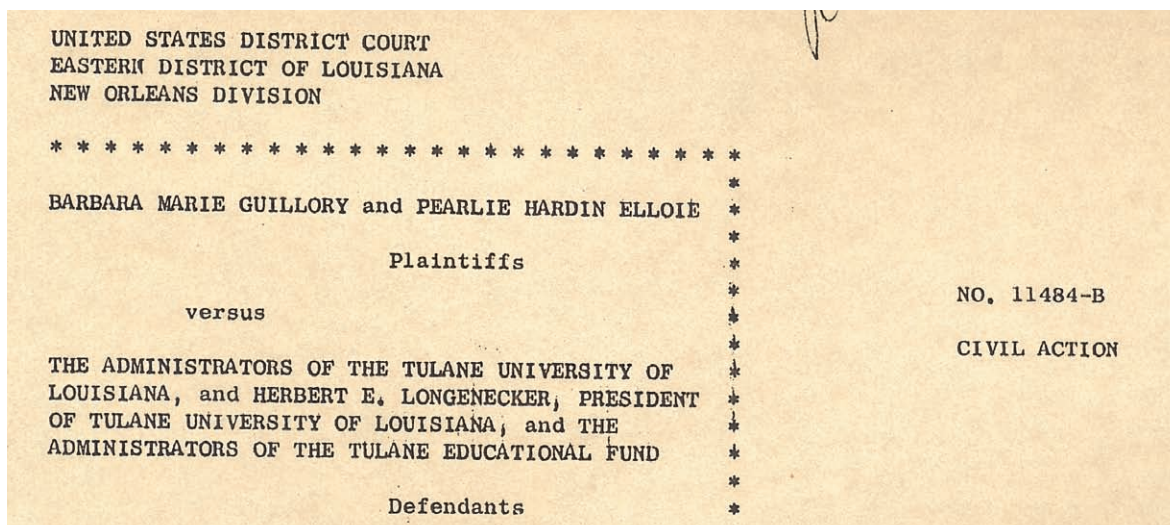 UNITED STATES DISTRICT COURT
EASTERN DISTRICT OF LOUISIANA
NEW ORLEANS DIVISION
* * * * * * * * * * * * * * * * * * * * * * * * * *
BARBARA MARIE GUILLORY and PEARLIE HARDIN ELLOIE
Plaintiffs
versus
NO. 11484-B
CIVIL ACTION
THE ADMINISTRATORS OF THE TULANE UNIVERSITY OF
LOUISIANA, and HERBERT E. LONGENECKER, PRESIDENT
OF TULANE UNIVERSITY OF LOUISIANA, and THE
ADMINISTRATORS OF THE TULANE EDUCATIONAL FUND
Defendants